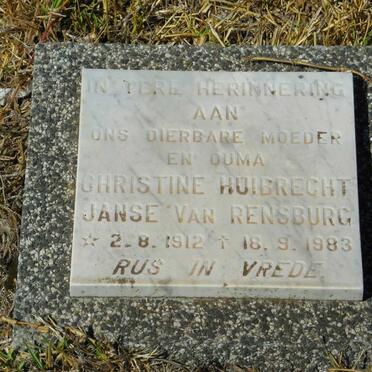 IN TERE HERINNERING
AAN
ONS DIERBARE MOEDER
EN OUMA
CHRISTINE HUIBRECHT
JANSE VAN RENSBURG
☆ 2.8.1912 † 18.9.1983
RUS IN VREDE